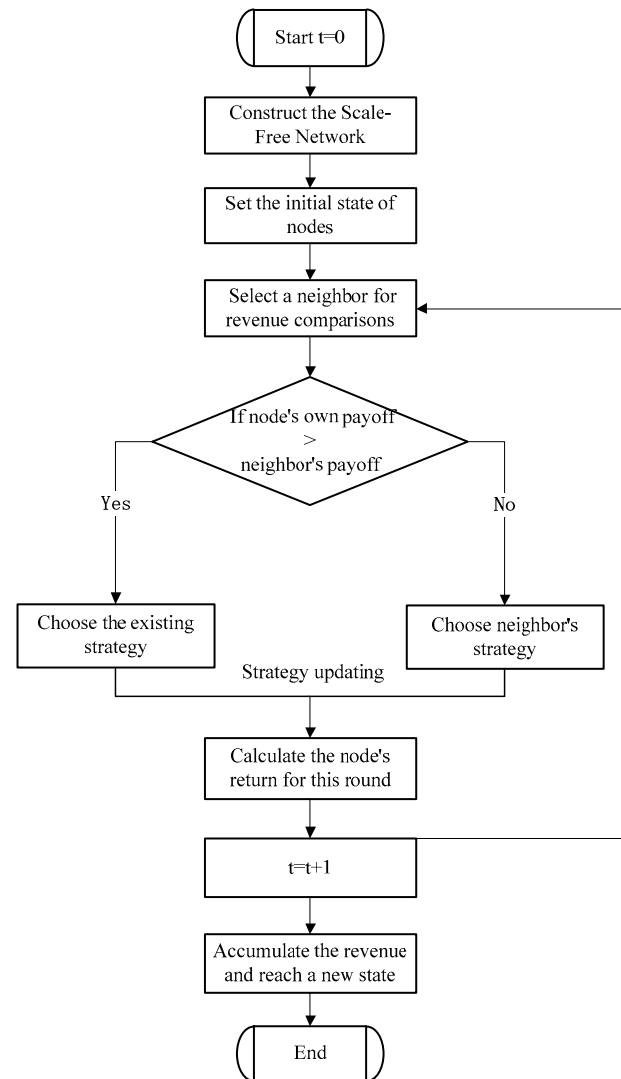 Start t=0
Construct the Scale-
Free Network
Set the initial state of
nodes
Select a neighbor for
revenue comparisons
If node's own payoff
>
neighbor's payoff
Yes
No
Choose the existing
strategy
Choose neighbor's
strategy
Strategy updating
Calculate the node's
return for this round
t=t+1
Accumulate the revenue
and reach a new state
End